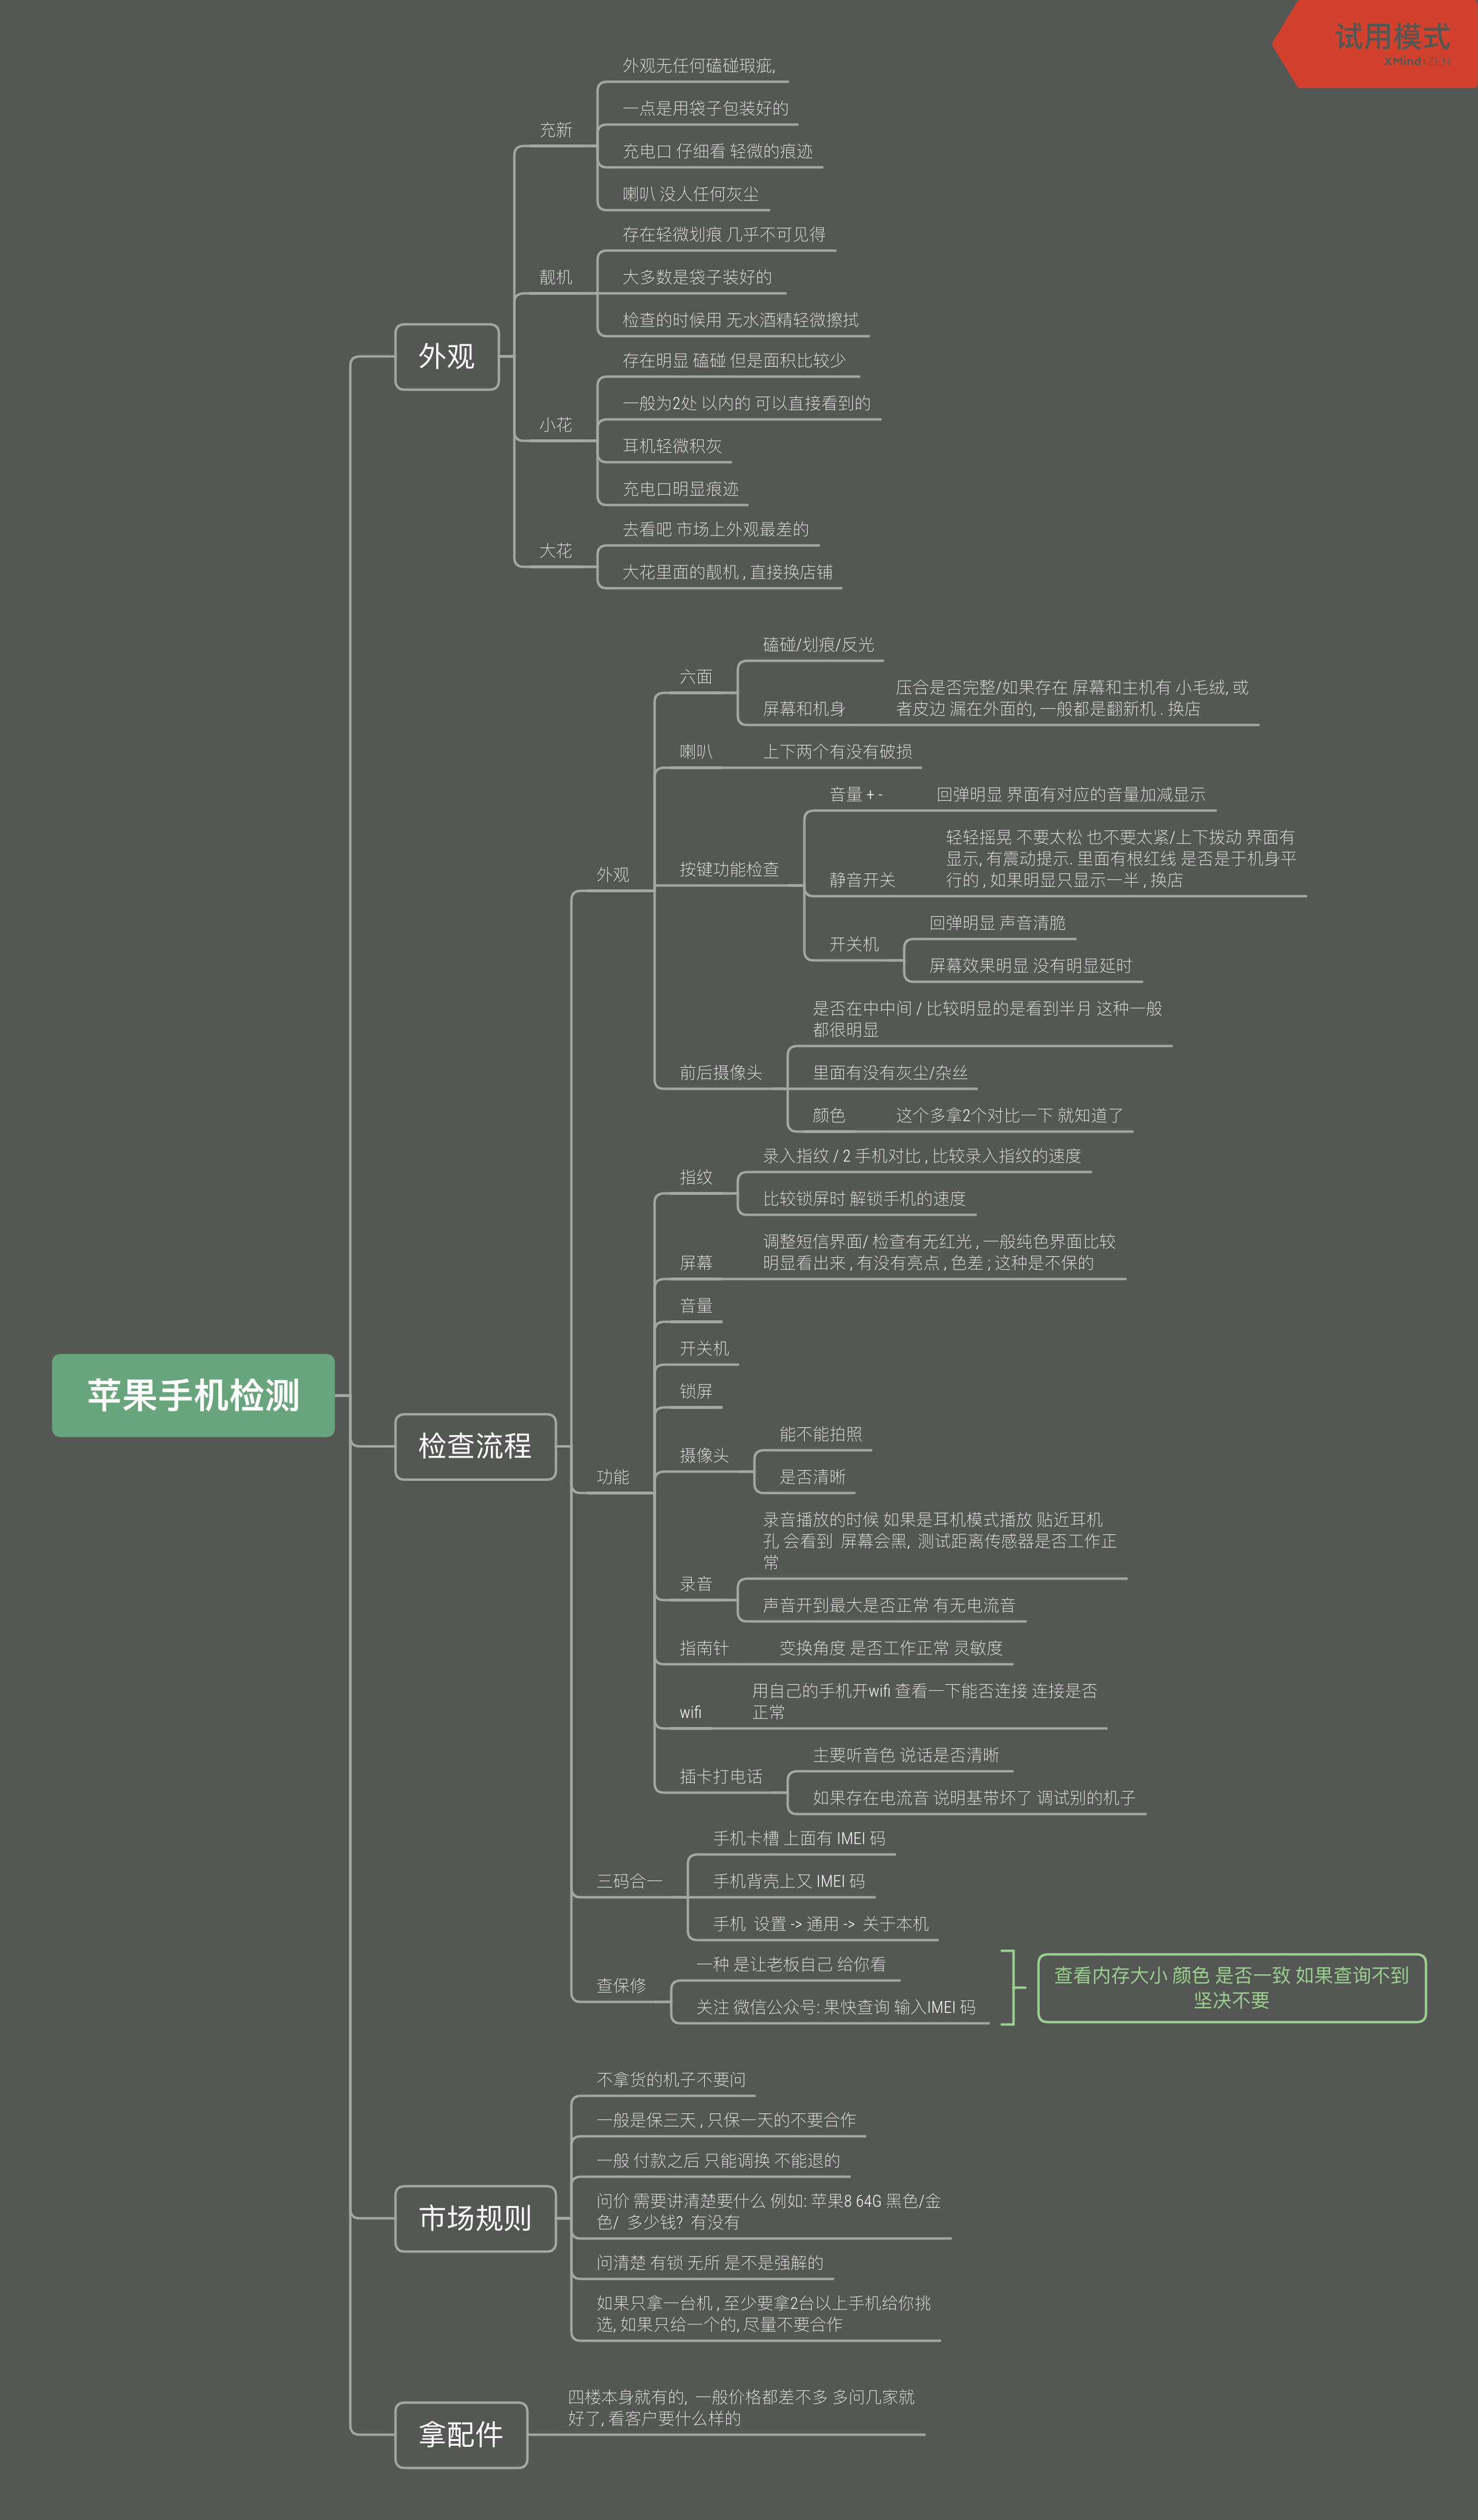 试用模式
XMind:ZEN
外观无任何磕碰瑕疵,
一点是用袋子包装好的
充新
充电口 仔细看 轻微的痕迹
喇叭 没人任何灰尘
存在轻微划痕 几乎不可见得
靓机
大多数是袋子装好的
检查的时候用 无水酒精轻微擦拭
外观
存在明显 磕碰 但是面积比较少
一般为2处 以内的 可以直接看到的
小花
耳机轻微积灰
充电口明显痕迹
去看吧 市场上外观最差的
大花
大花里面的靓机 , 直接换店铺
磕碰/划痕/反光
六面
屏幕和机身
压合是否完整/如果存在 屏幕和主机有 小毛绒, 或
者皮边 漏在外面的, 一般都是翻新机 . 换店
喇叭
上下两个有没有破损
音量 + -
回弹明显 界面有对应的音量加减显示
外观
按键功能检查
静音开关
轻轻摇晃 不要太松 也不要太紧/上下拨动 界面有
显示, 有震动提示. 里面有根红线 是否是于机身平
行的 , 如果明显只显示一半 , 换店
开关机
回弹明显 声音清脆
屏幕效果明显 没有明显延时
是否在中中间 / 比较明显的是看到半月 这种一般
都很明显
前后摄像头
里面有没有灰尘/杂丝
颜色
这个多拿2个对比一下 就知道了
录入指纹 / 2 手机对比 , 比较录入指纹的速度
指纹
比较锁屏时 解锁手机的速度
屏幕
调整短信界面/ 检查有无红光 , 一般纯色界面比较
明显看出来 , 有没有亮点 , 色差 ; 这种是不保的
音量
开关机
锁屏
苹果手机检测
检查流程
功能
摄像头
能不能拍照
是否清晰
录音播放的时候 如果是耳机模式播放 贴近耳机
孔 会看到  屏幕会黑,  测试距离传感器是否工作正
常
录音
声音开到最大是否正常 有无电流音
指南针
变换角度 是否工作正常 灵敏度
wifi
用自己的手机开wifi 查看一下能否连接 连接是否
正常
主要听音色 说话是否清晰
插卡打电话
如果存在电流音 说明基带坏了 调试别的机子
手机卡槽 上面有 IMEI 码
三码合一
手机背壳上又 IMEI 码
手机  设置 -> 通用 ->  关于本机
一种 是让老板自己 给你看
查保修
关注 微信公众号: 果快查询 输入IMEI 码
查看内存大小 颜色 是否一致 如果查询不到
坚决不要
不拿货的机子不要问
一般是保三天 , 只保一天的不要合作
一般 付款之后 只能调换 不能退的
市场规则
问价 需要讲清楚要什么 例如: 苹果8 64G 黑色/金
色/  多少钱?  有没有
问清楚 有锁 无所 是不是强解的
如果只拿一台机 , 至少要拿2台以上手机给你挑
选, 如果只给一个的, 尽量不要合作
拿配件
四楼本身就有的,  一般价格都差不多 多问几家就
好了, 看客户要什么样的